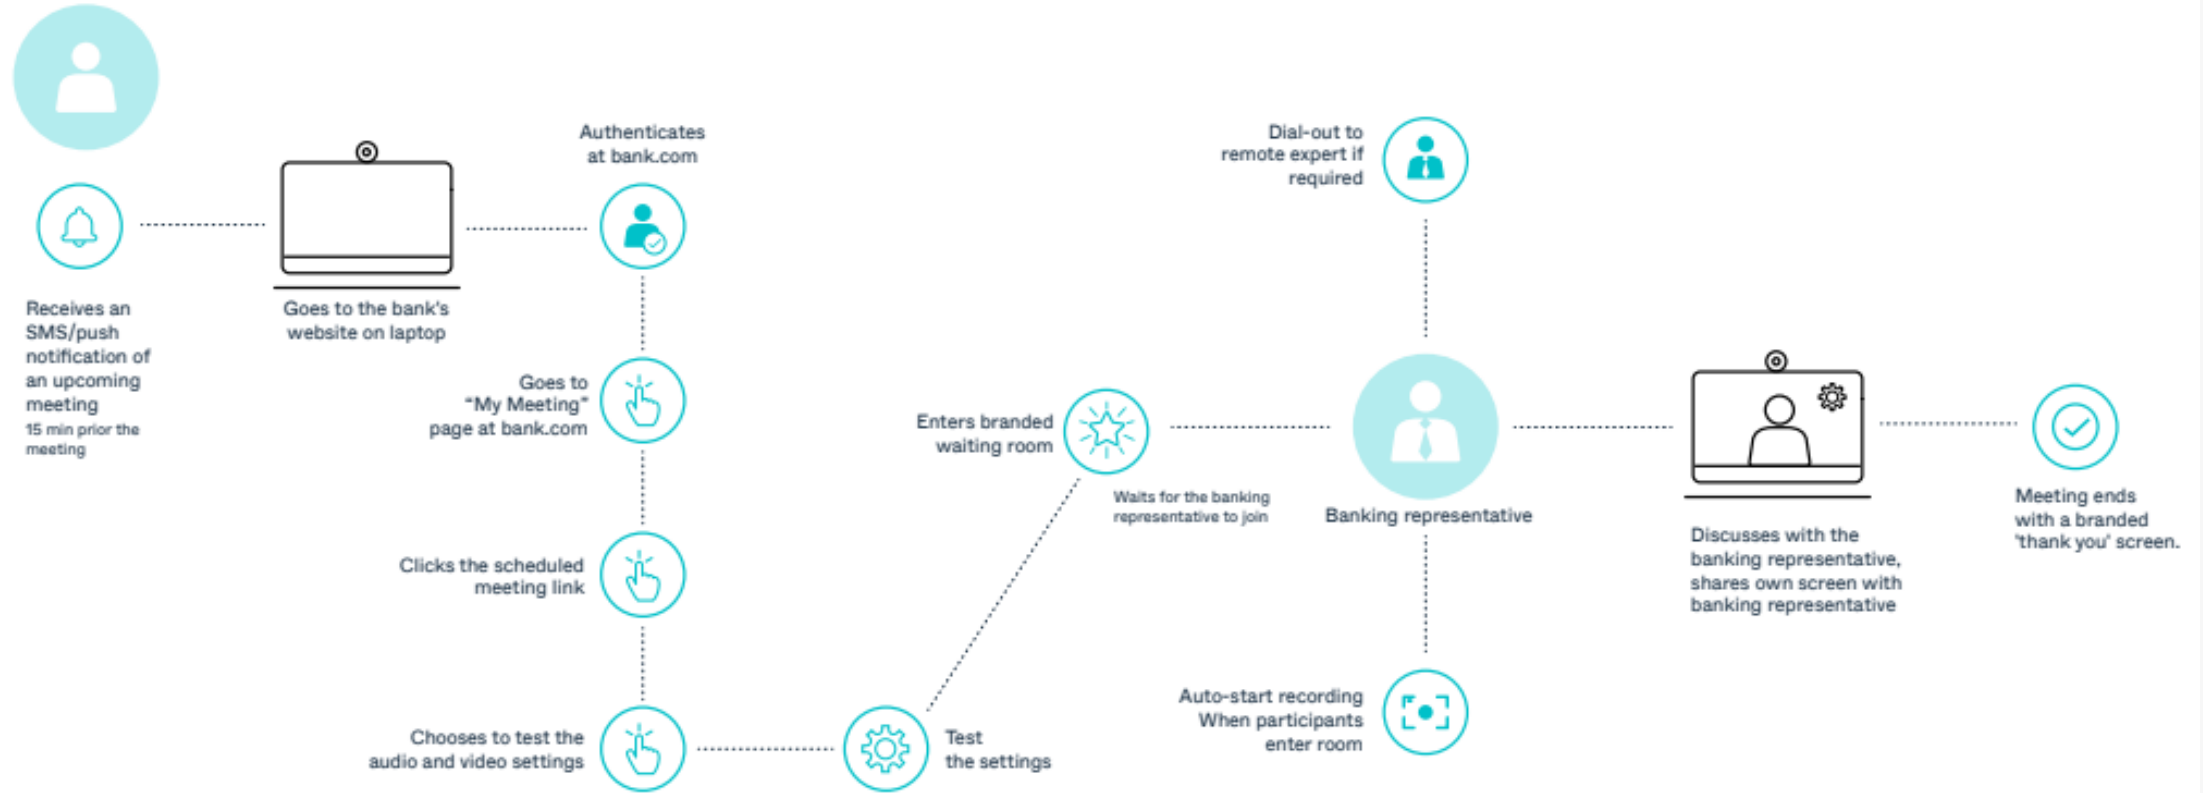 Receives an
SMS/push
notification of
an upcoming
meeting
15 min prior the
meeting
Goes to the bank's
website on laptop
Authenticates
at bank.com
Goes to
“My Meeting”
page at bank.com
Clicks the scheduled
meeting link
Chooses to test the
audio and video settings
Test
the settings
Enters branded
waiting room
Waits for the banking
representative to join
Dial-out to
remote expert if
required
Banking representative
Auto-start recording
When participants
enter room
Discusses with the
banking representative,
shares own screen with
banking representative
Meeting ends
with a branded
'thank you' screen.